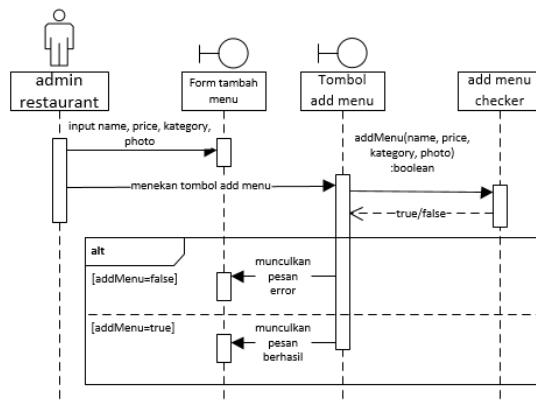 admin
restaurant
Form tambah
menu
Tombol
add menu
add menu
checker
input name, price, kategory,
photo
addMenu(name, price,
kategory, photo)
:boolean
menekan tombol add menu
true/false
alt
[addMenu=false]
munculkan
pesan
error
[addMenu=true]
munculkan
pesan
berhasil